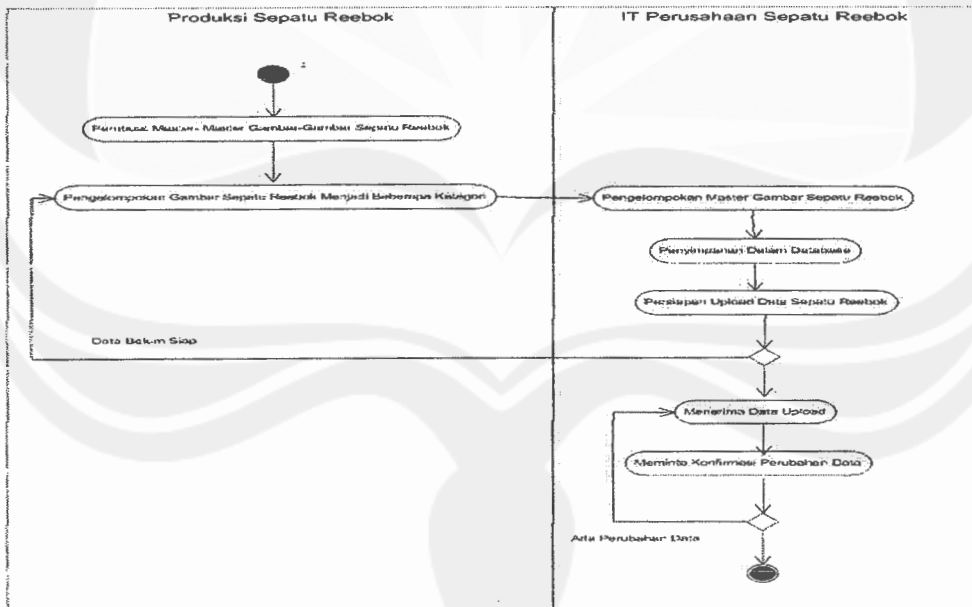 Produksi Sepatu Reebok
IT Perusahaan Sepatu Reebok
Master- Master Gambar-Gambar Sepatu Reebok
Pengelompokan Gambar Sepatu Reebok Menjadi Beberapa Kategori
Pengelompokan Master Gambar Sepatu Reebok
Penyimpanan Dalam Database
Persiapan Upload Data Sepatu Reebok
Data Belum Siap
Menerima Data Upload
Meminta Konfirmasi Perubahan Data
Ada Perubahan Data